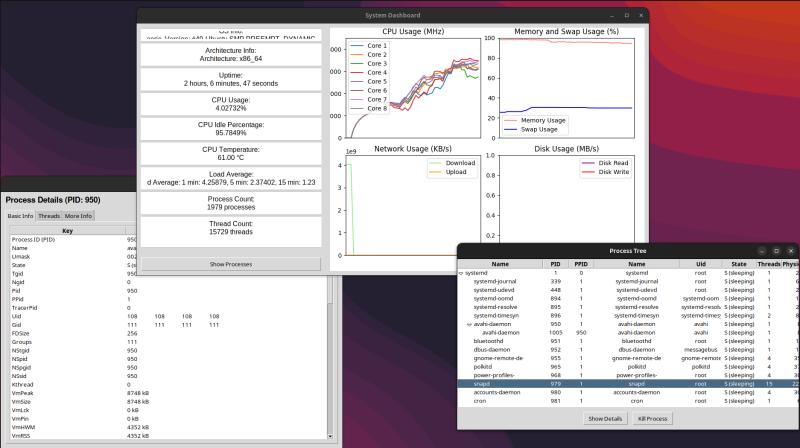 System Dashboard
OS Info:
Architecture Info:
Architecture: x86_64
Uptime:
2 hours, 6 minutes, 47 seconds
CPU Usage:
4.02732%
CPU Idle Percentage:
95.7849%
CPU Temperature:
61.00 °C
Load Average:
d Average: 1 min: 4.25879, 5 min: 2.37402, 15 min: 1.23
Process Count:
1979 processes
Thread Count:
15729 threads
Show Processes
CPU Usage (MHz)
Core 1
Core 2
Core 3
Core 4
Core 5
Core 6
Core 7
Core 8
Memory and Swap Usage (%)
100
80
60
40
20
0
Memory Usage
Swap Usage
Network Usage (KB/s)
1e9
4
3
2
1
0
Download
Upload
Disk Usage (MB/s)
1.0
0.8
0.6
0.4
0.2
Disk Read
Disk Write
Process Details (PID: 950)
Basic Info Threads More Info
Key
Process ID (PID) 950
Name ava
Umask 002
State S (s
Tgid 950
Ngid 0
Pid 950
PPid 1
TracerPid 0
Uid 108 108 108 108
Gid 111 111 111 111
FDSize 256
Groups 111
NStgid 950
NSpid 950
NSpgid 950
NSsid 950
Kthread 0
VmPeak 8748 kB
VmSize 8748 kB
VmLck 0 kB
VmPin 0 kB
VmHWM 4352 kB
VmRSS 4352 kB
Process Tree
Name PID PPID Name Uid State Threads Physi
systemd 1 0 systemd root S (sleeping) 1
systemd-journal 339 1 systemd-journal root S (sleeping) 1
systemd-udevd 448 1 systemd-udevd root S (sleeping) 1
systemd-oomd 894 1 systemd-oomd systemd-oom S (sleeping) 1
systemd-resolve 895 1 systemd-resolve systemd-resol S (sleeping) 1
systemd-timesyn 896 1 systemd-timesyn systemd-times S (sleeping) 2
avahi-daemon 950 1 avahi-daemon avahi S (sleeping) 1
avahi-daemon 1005 950 avahi-daemon avahi S (sleeping) 1
bluetoothd 951 1 bluetoothd root S (sleeping) 1
dbus-daemon 952 1 dbus-daemon messagebus S (sleeping) 1
gnome-remote-de 955 1 gnome-remote-de gnome-remote S (sleeping) 4
polkitd 965 1 polkitd polkitd S (sleeping) 4
power-profiles- 968 1 power-profiles- root S (sleeping) 4
snapd 979 1 snapd root S (sleeping) 15 22
accounts-daemon 980 1 accounts-daemon root S (sleeping) 4
cron 981 1 cron root S (sleeping) 1
Show Details Kill Process